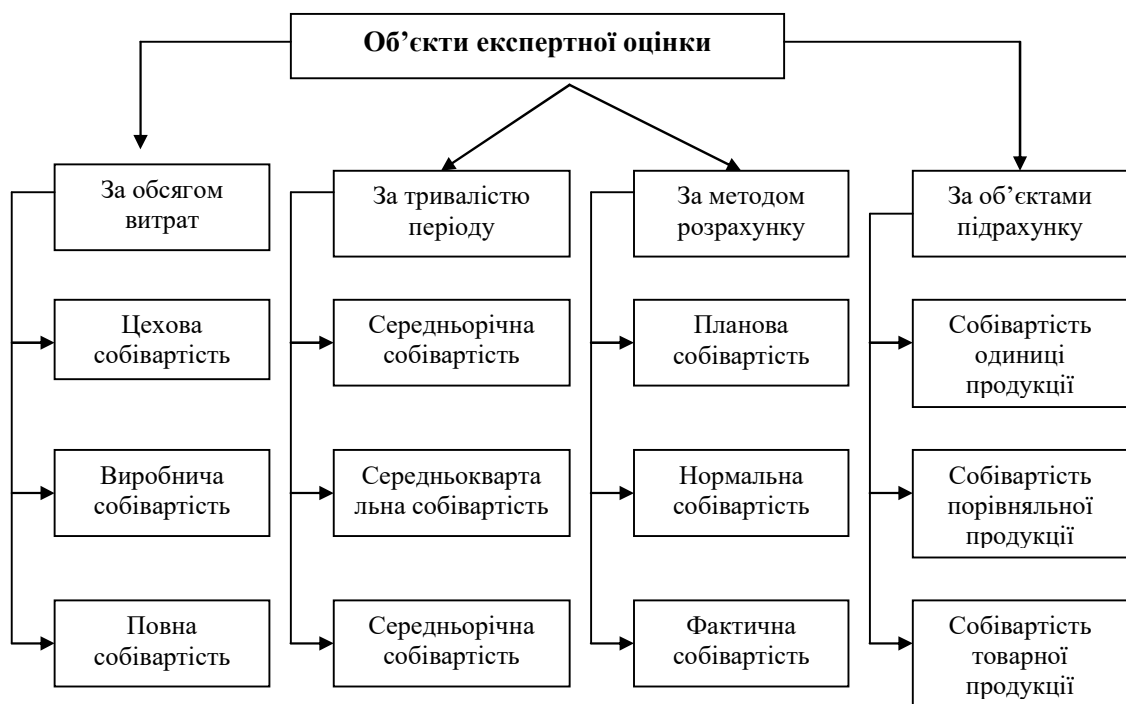 Об’єкти експертної оцінки
За обсягом
витрат
За тривалістю
періоду
За методом
розрахунку
За об’єктами
підрахунку
Цехова
собівартість
Середньорічна
собівартість
Планова
собівартість
Собівартість
одиниці
продукції
Виробнича
собівартість
Середньокварта
льна собівартість
Нормальна
собівартість
Собівартість
порівняльної
продукції
Повна
собівартість
Середньорічна
собівартість
Фактична
собівартість
Собівартість
товарної
продукції